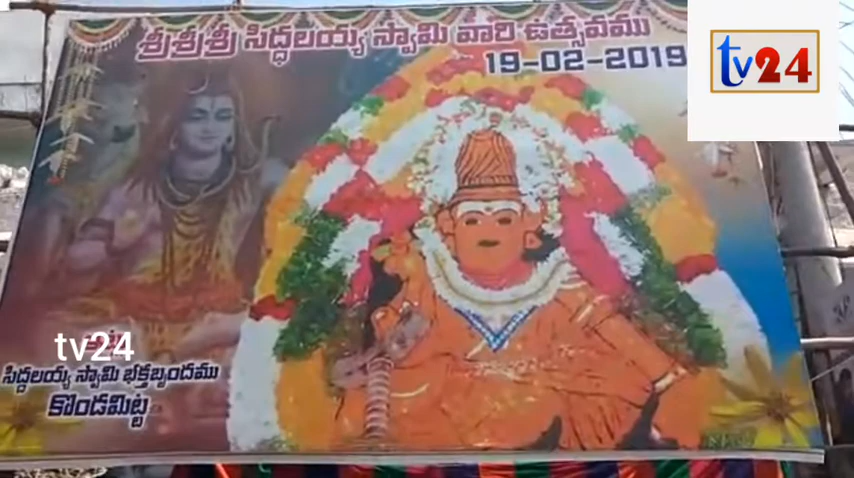 శ్రీశ్రీశ్రీ సిద్ధలయ్య స్వామి వారి ఉత్సవము
19-02-2019
tv24
tv24
సిద్ధలయ్య స్వామి భక్తబృందము
కొండమిట్ట